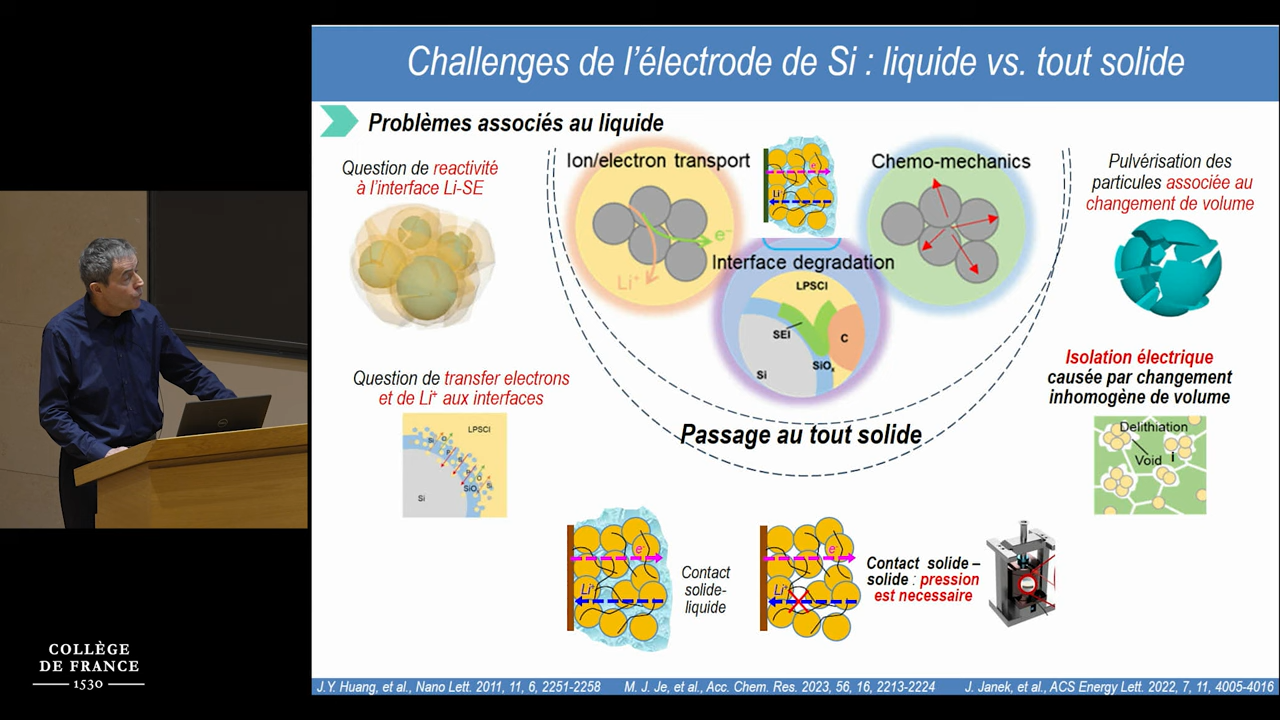 Challenges de l'électrode de Si : liquide vs. tout solide
Problèmes associés au liquide
Question de reactivité
à l'interface Li-SE
Ion/electron transport
e⁻
Li⁺
e⁻
Li⁺
Chemo-mechanics
Pulvérisation des
particules associée au
changement de volume
Interface degradation
LPSCl
SEI
C
SiOₓ
Si
Question de transfer electrons
et de Li⁺ aux interfaces
LPSCl
SiOₓ
Si
Isolation électrique
causée par changement
inhomogène de volume
Delithiation
Void
i
Passage au tout solide
e⁻
Li⁺
Contact
solide-
liquide
e⁻
Li⁺
Contact solide –
solide : pression
est necessaire
COLLÈGE
DE FRANCE
1530
J.Y. Huang, et al., Nano Lett. 2011, 11, 6, 2251-2258
M. J. Je, et al., Acc. Chem. Res. 2023, 56, 16, 2213-2224
J. Janek, et al., ACS Energy Lett. 2022, 7, 11, 4005-4016